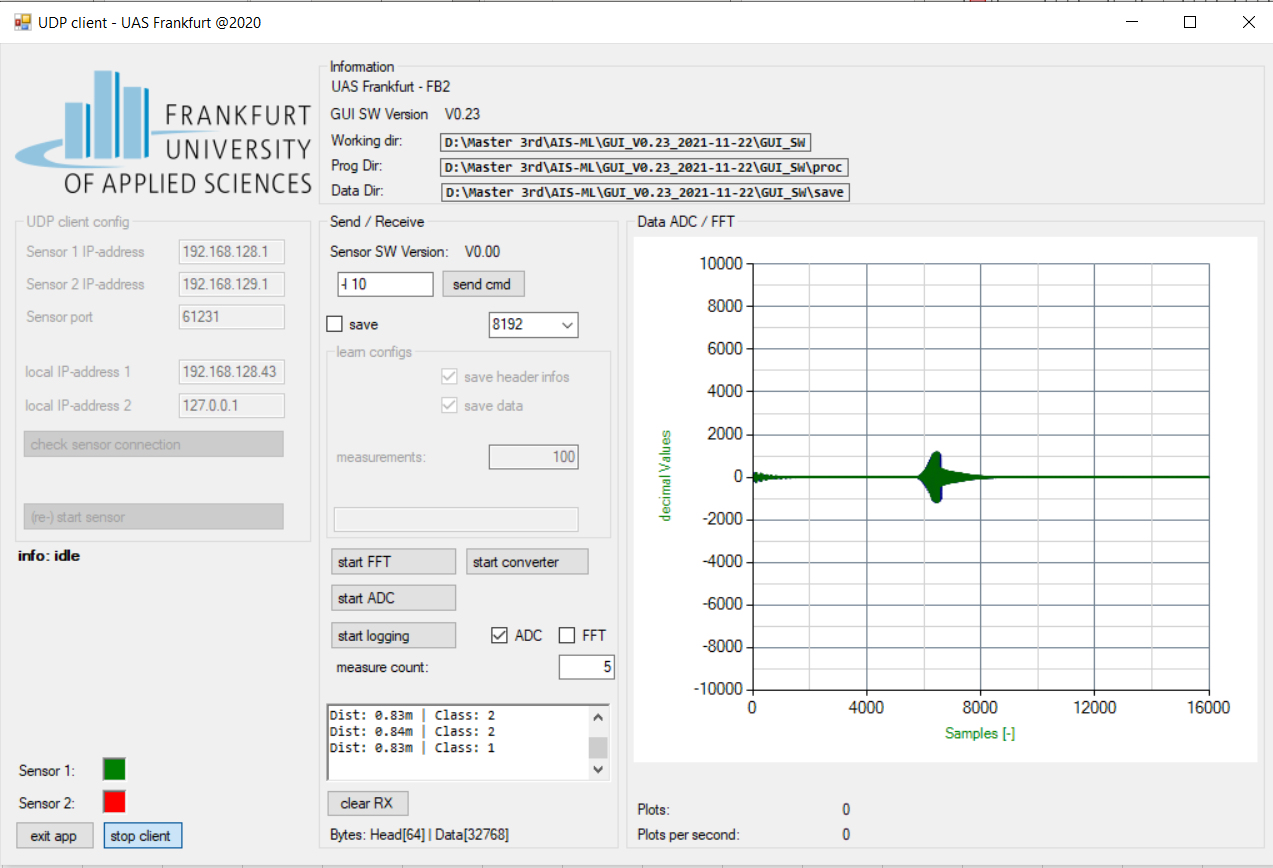 UDP client - UAS Frankfurt @2020
FRANKFURT
UNIVERSITY
OF APPLIED SCIENCES
Information
UAS Frankfurt - FB2
GUI SW Version V0.23
Working dir: D:\Master 3rd\AIS-ML\GUI_V0.23_2021-11-22\GUI_SW
Prog Dir: D:\Master 3rd\AIS-ML\GUI_V0.23_2021-11-22\GUI_SW\proc
Data Dir: D:\Master 3rd\AIS-ML\GUI_V0.23_2021-11-22\GUI_SW\save
UDP client config
Sensor 1 IP-address 192.168.128.1
Sensor 2 IP-address 192.168.129.1
Sensor port 61231
local IP-address 1 192.168.128.43
local IP-address 2 127.0.0.1
check sensor connection
(re-) start sensor
info: idle
Sensor 1:
Sensor 2:
exit app stop client
Send / Receive
Sensor SW Version: V0.00
-l 10 send cmd
save 8192
learn configs
save header infos
save data
measurements: 100
start FFT start converter
start ADC
start logging ADC FFT
measure count: 5
Dist: 0.83m | Class: 2
Dist: 0.84m | Class: 2
Dist: 0.83m | Class: 1
clear RX
Bytes: Head[64] | Data[32768]
Data ADC / FFT
10000
8000
6000
4000
2000
0
-2000
-4000
-6000
-8000
-10000
decimal Values
0 4000 8000 12000 16000
Samples [-]
Plots: 0
Plots per second: 0